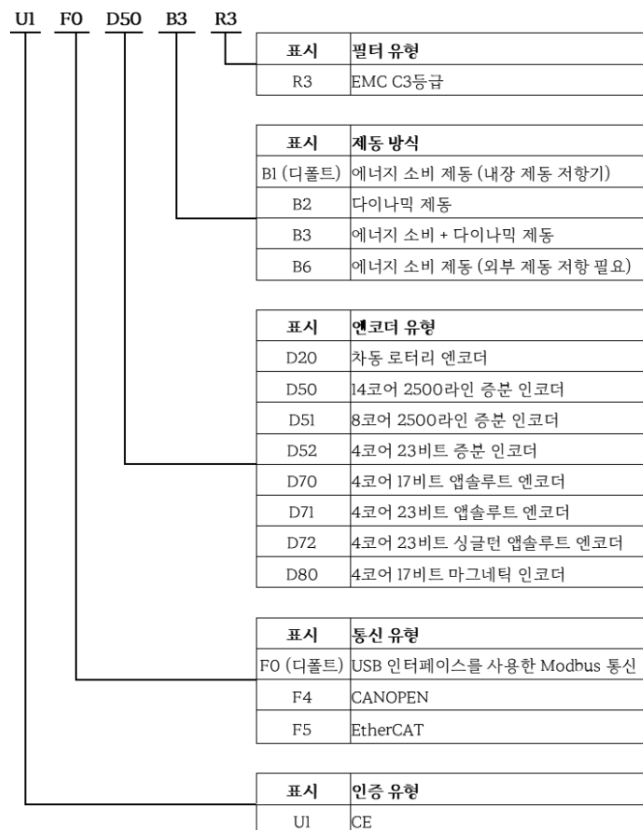 U1 F0 D50 B3 R3
표시 필터 유형
R3 EMC C3등급
표시 제동 방식
B1 (디폴트) 에너지 소비 제동 (내장 제동 저항기)
B2 다이나믹 제동
B3 에너지 소비 + 다이나믹 제동
B6 에너지 소비 제동 (외부 제동 저항 필요)
표시 엔코더 유형
D20 차동 로터리 엔코더
D50 14코어 2500라인 증분 인코더
D51 8코어 2500라인 증분 인코더
D52 4코어 23비트 증분 인코더
D70 4코어 17비트 앱솔루트 엔코더
D71 4코어 23비트 앱솔루트 엔코더
D72 4코어 23비트 싱글턴 앱솔루트 엔코더
D80 4코어 17비트 마그네틱 인코더
표시 통신 유형
F0 (디폴트) USB 인터페이스를 사용한 Modbus 통신
F4 CANOPEN
F5 EtherCAT
표시 인증 유형
U1 CE